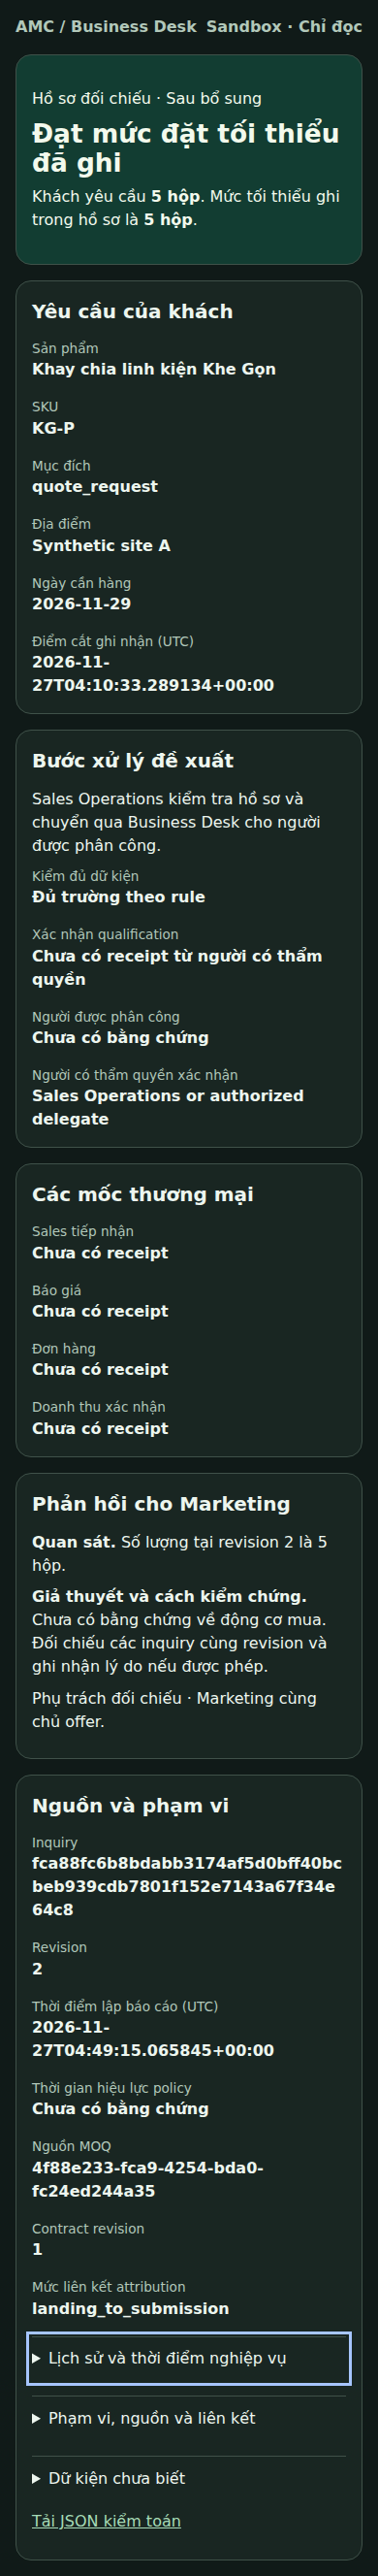 AMC / Business Desk Sandbox · Chỉ đọc
Hồ sơ đối chiếu · Sau bổ sung
Đạt mức đặt tối thiểu
đã ghi
Khách yêu cầu 5 hộp. Mức tối thiểu ghi
trong hồ sơ là 5 hộp.
Yêu cầu của khách
Sản phẩm
Khay chia linh kiện Khe Gọn
SKU
KG-P
Mục đích
quote_request
Địa điểm
Synthetic site A
Ngày cần hàng
2026-11-29
Điểm cắt ghi nhận (UTC)
2026-11-
27T04:10:33.289134+00:00
Bước xử lý đề xuất
Sales Operations kiểm tra hồ sơ và
chuyển qua Business Desk cho người
được phân công.
Kiểm đủ dữ kiện
Đủ trường theo rule
Xác nhận qualification
Chưa có receipt từ người có thẩm
quyền
Người được phân công
Chưa có bằng chứng
Người có thẩm quyền xác nhận
Sales Operations or authorized
delegate
Các mốc thương mại
Sales tiếp nhận
Chưa có receipt
Báo giá
Chưa có receipt
Đơn hàng
Chưa có receipt
Doanh thu xác nhận
Chưa có receipt
Phản hồi cho Marketing
Quan sát. Số lượng tại revision 2 là 5
hộp.
Giả thuyết và cách kiểm chứng.
Chưa có bằng chứng về động cơ mua.
Đối chiếu các inquiry cùng revision và
ghi nhận lý do nếu được phép.
Phụ trách đối chiếu · Marketing cùng
chủ offer.
Nguồn và phạm vi
Inquiry
fca88fc6b8bdabb3174af5d0bff40bc
beb939cdb7801f152e7143a67f34e
64c8
Revision
2
Thời điểm lập báo cáo (UTC)
2026-11-
27T04:49:15.065845+00:00
Thời gian hiệu lực policy
Chưa có bằng chứng
Nguồn MOQ
4f88e233-fca9-4254-bda0-
fc24ed244a35
Contract revision
1
Mức liên kết attribution
landing_to_submission
Lịch sử và thời điểm nghiệp vụ
Phạm vi, nguồn và liên kết
Dữ kiện chưa biết
Tải JSON kiểm toán